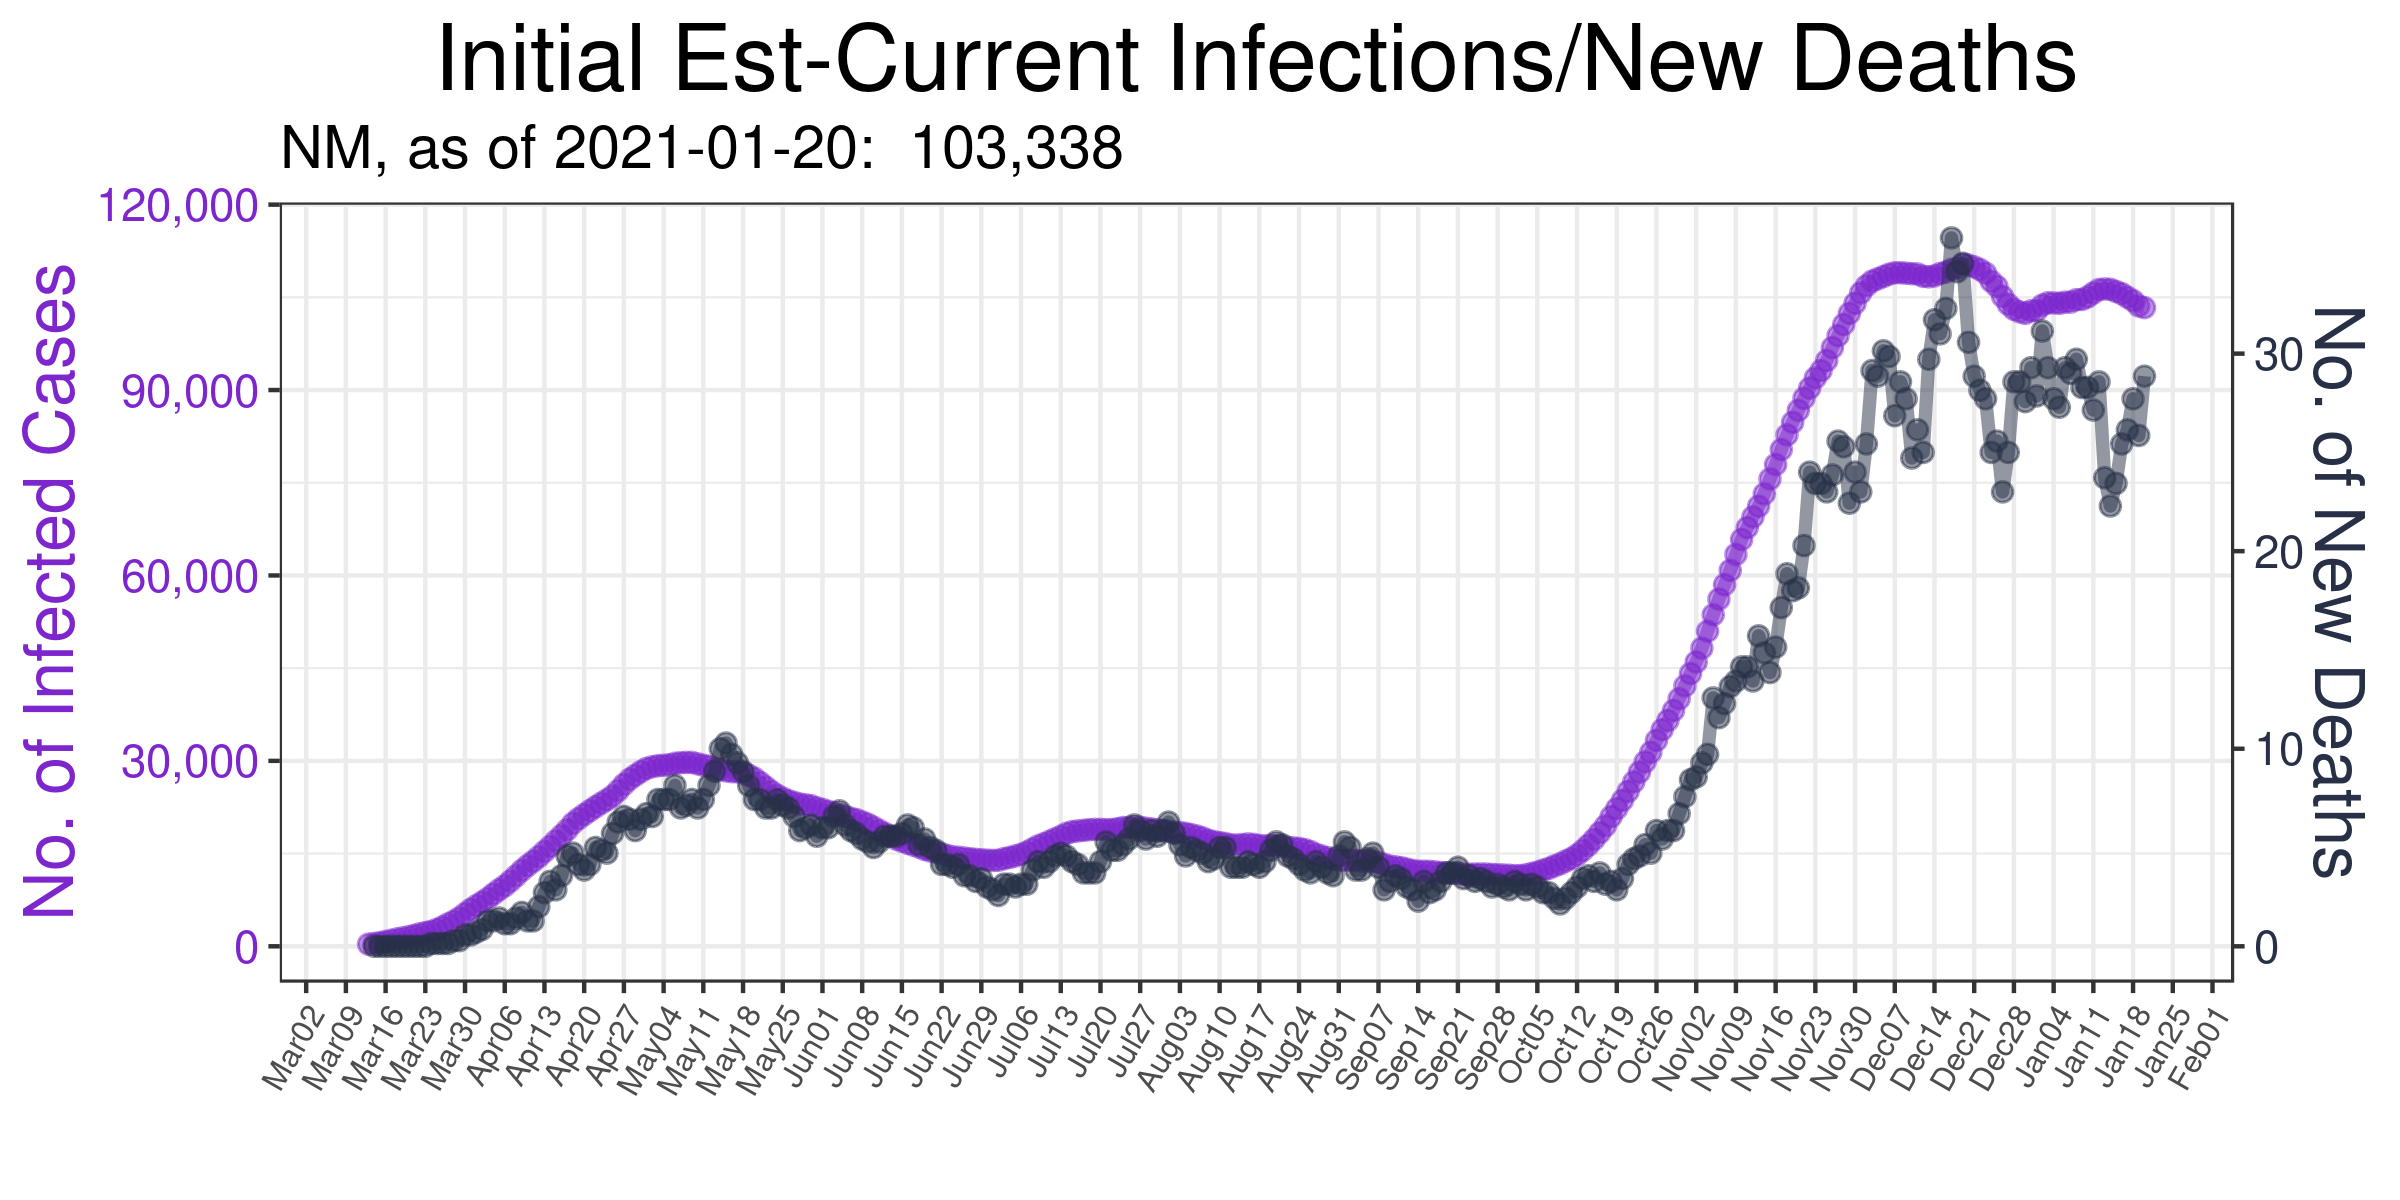 Initial Est-Current Infections/New Deaths
NM, as of 2021-01-20:  103,338
No. of Infected Cases
120,000
90,000
60,000
30,000
0
No. of New Deaths
30
20
10
0
Mar02
Mar09
Mar16
Mar23
Mar30
Apr06
Apr13
Apr20
Apr27
May04
May11
May18
May25
Jun01
Jun08
Jun15
Jun22
Jun29
Jul06
Jul13
Jul20
Jul27
Aug03
Aug10
Aug17
Aug24
Aug31
Sep07
Sep14
Sep21
Sep28
Oct05
Oct12
Oct19
Oct26
Nov02
Nov09
Nov16
Nov23
Nov30
Dec07
Dec14
Dec21
Dec28
Jan04
Jan11
Jan18
Jan25
Feb01